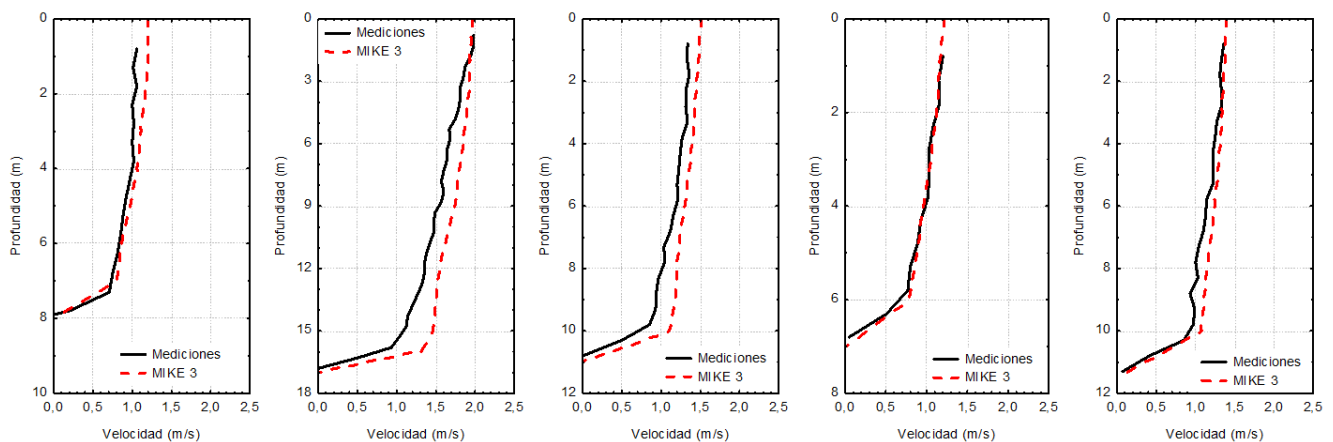 0
2
4
6
8
10
Profundidad (m)
Mediciones
MIKE 3
0,0 0,5 1,0 1,5 2,0 2,5
Velocidad (m/s)
0
3
6
9
12
15
18
Profundidad (m)
Mediciones
MIKE 3
0,0 0,5 1,0 1,5 2,0 2,5
Velocidad (m/s)
0
2
4
6
8
10
12
Profundidad (m)
Mediciones
MIKE 3
0,0 0,5 1,0 1,5 2,0 2,5
Velocidad (m/s)
0
2
4
6
8
Profundidad (m)
Mediciones
MIKE 3
0,0 0,5 1,0 1,5 2,0 2,5
Velocidad (m/s)
0
2
4
6
8
10
12
Profundidad (m)
Mediciones
MIKE 3
0,0 0,5 1,0 1,5 2,0 2,5
Velocidad (m/s)